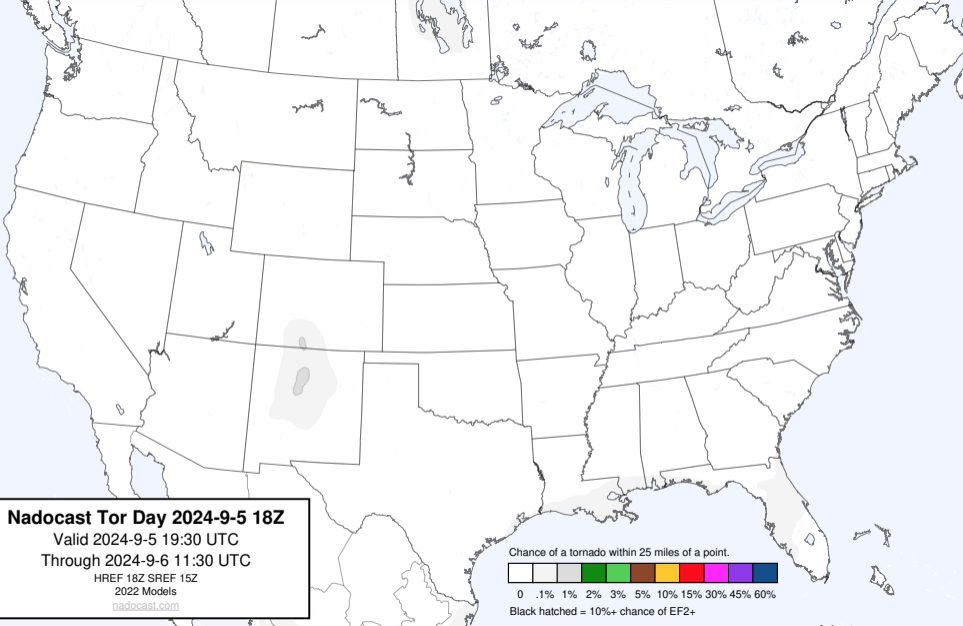 Nadocast Tor Day 2024-9-5 18Z
Valid 2024-9-5 19:30 UTC
Through 2024-9-6 11:30 UTC
HREF 18Z SREF 15Z
2022 Models
nadocast.com
Chance of a tornado within 25 miles of a point.
0 .1% 1% 2% 3% 5% 10% 15% 30% 45% 60%
Black hatched = 10%+ chance of EF2+